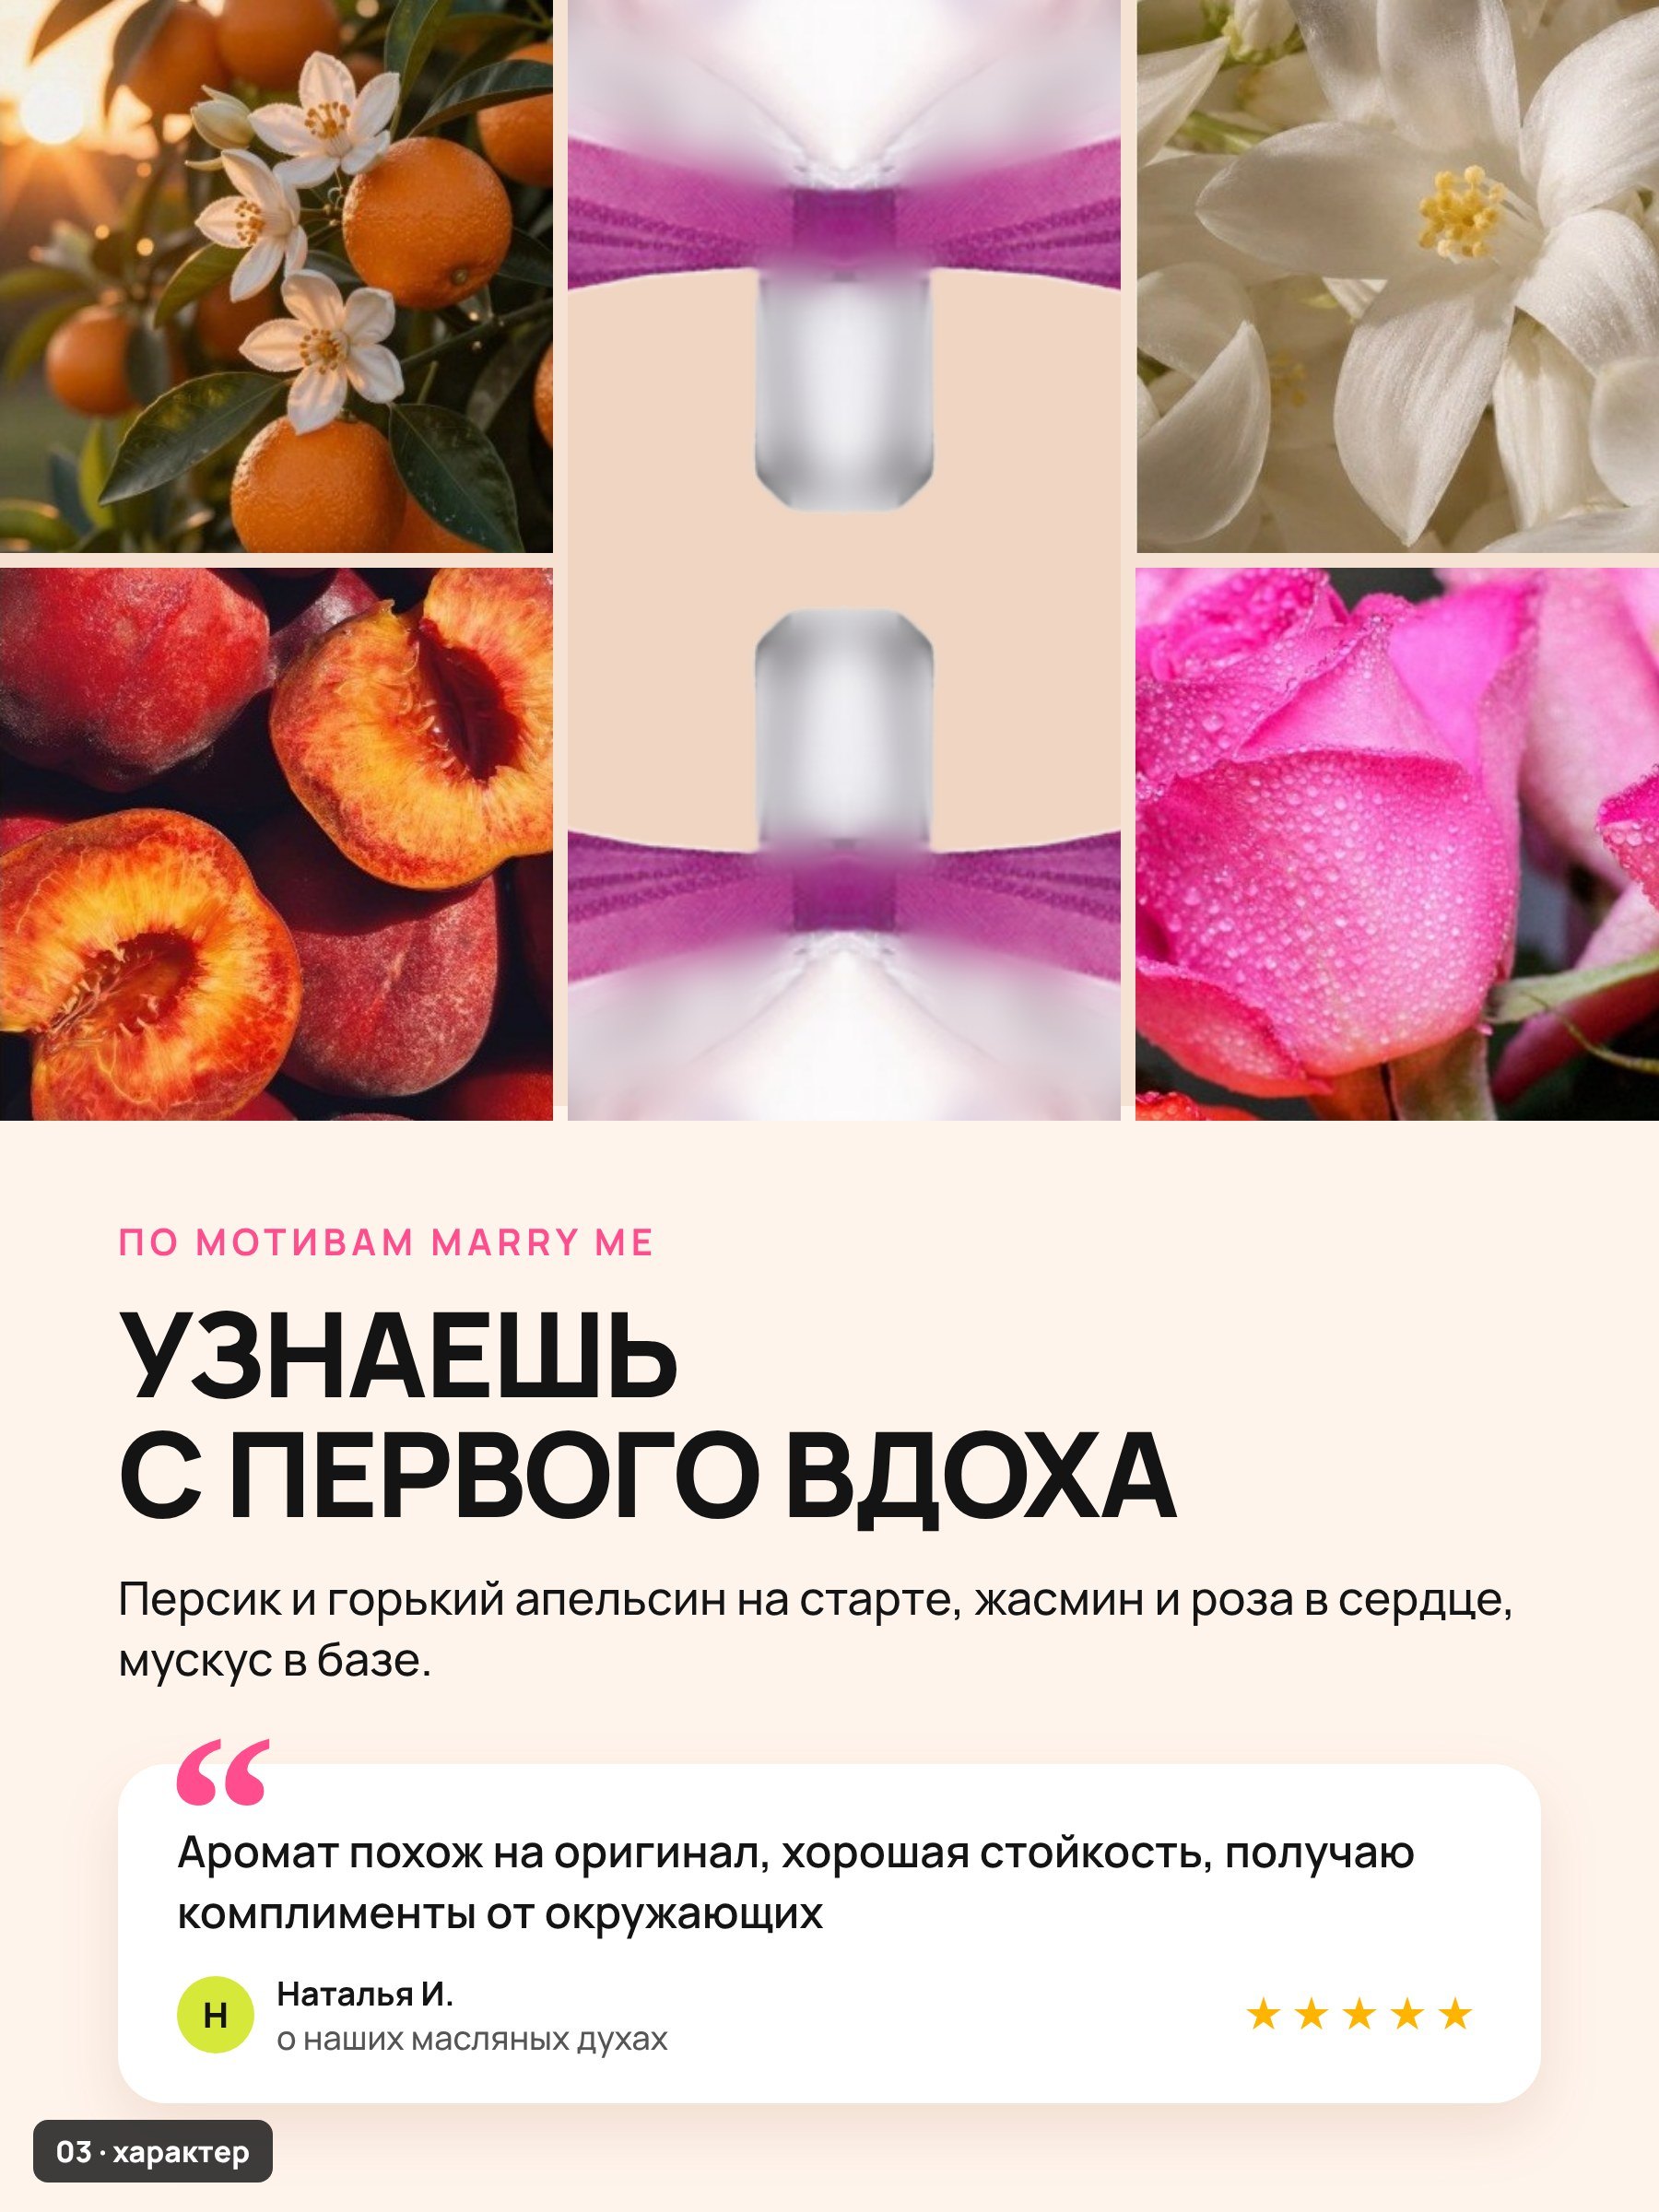 ПО МОТИВАМ MARRY ME
УЗНАЕШЬ
С ПЕРВОГО ВДОХА
Персик и горький апельсин на старте, жасмин и роза в сердце,
мускус в базе.
“
Аромат похож на оригинал, хорошая стойкость, получаю
комплименты от окружающих
Н
Наталья И.
о наших масляных духах
★★★★★
03 · характер